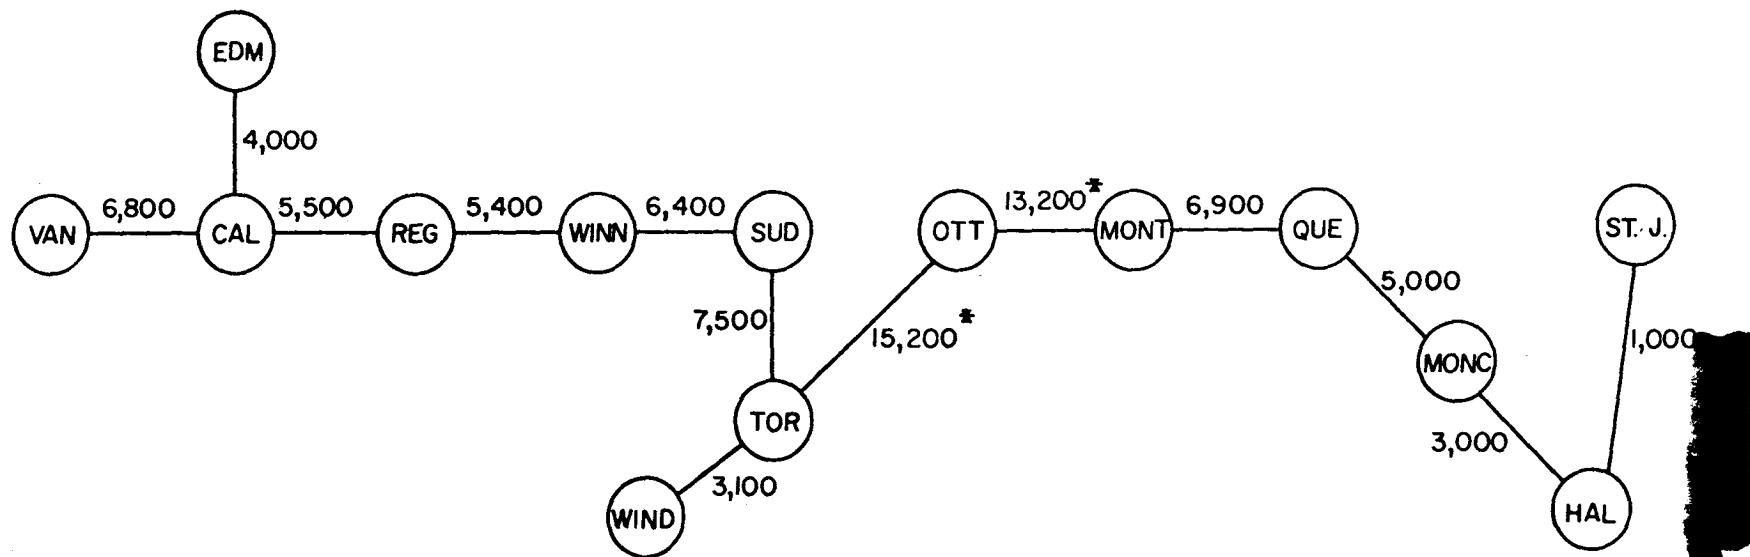 EDM
4,000
VAN 6,800 CAL 5,500 REG 5,400 WINN 6,400 SUD
OTT 13,200* MONT 6,900 QUE
ST. J.
5,000
7,500
15,200*
1,000
MONC
TOR
3,000
3,100
WIND
HAL